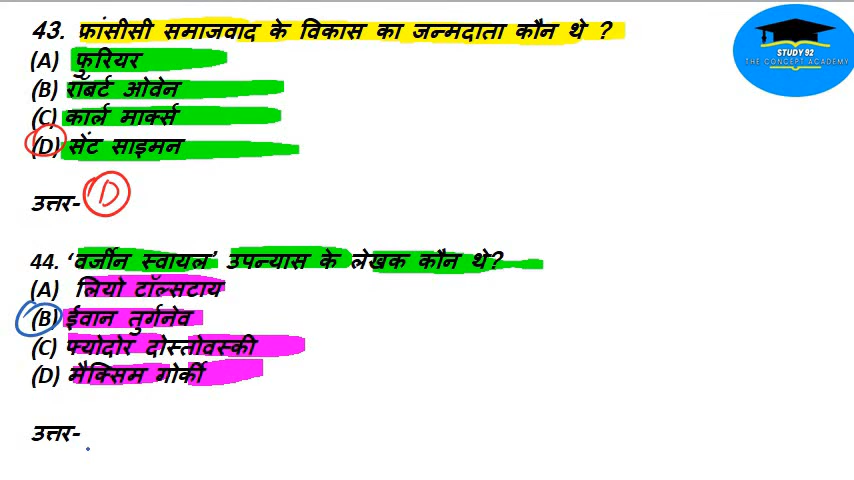 43. फ्रांसीसी समाजवाद के विकास का जन्मदाता कौन थे ?
(A) फुरियर
(B) रॉबर्ट ओवेन
(C) कार्ल मार्क्स
(D) सेंट साइमन
उत्तर- D
44. ‘वर्जीन स्वायल’ उपन्यास के लेखक कौन थे?
(A) लियो टॉल्सटाय
(B) ईवान तुर्गनेव
(C) फ्योदोर दोस्तोवस्की
(D) मैक्सिम गोर्की
उत्तर-
STUDY 92
THE CONCEPT ACADEMY